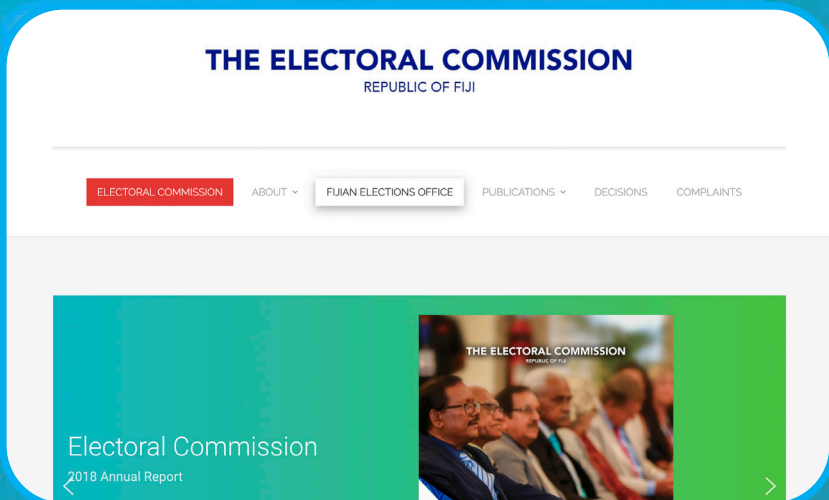 THE ELECTORAL COMMISSION
REPUBLIC OF FIJI
ELECTORAL COMMISSION ABOUT FIJIAN ELECTIONS OFFICE PUBLICATIONS DECISIONS COMPLAINTS
THE ELECTORAL COMMISSION
REPUBLIC OF FIJI
Electoral Commission
2018 Annual Report